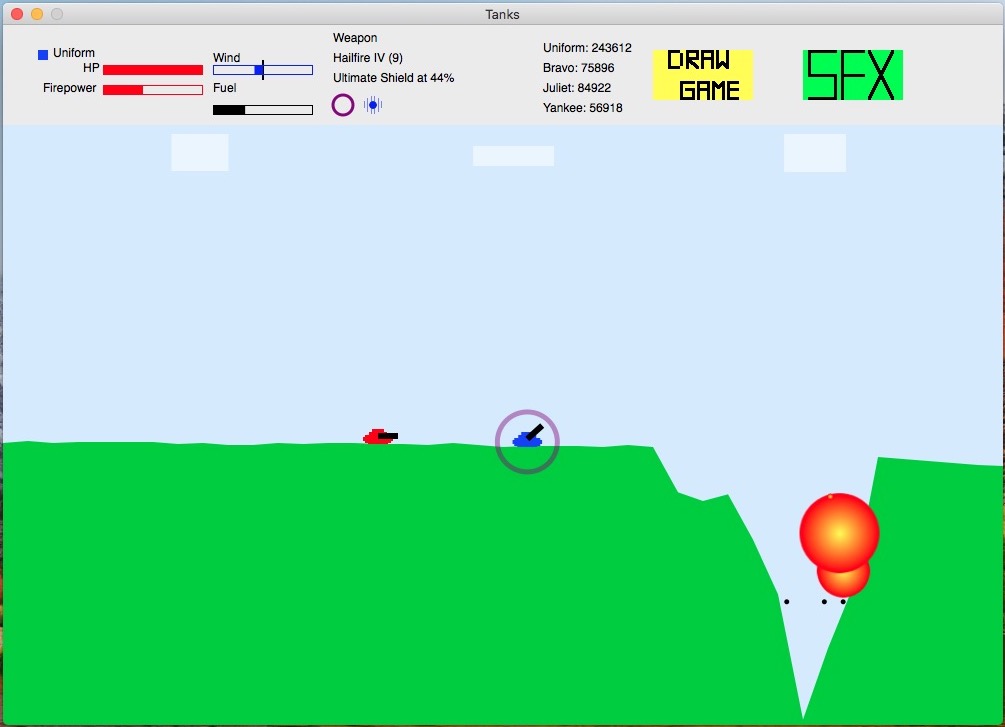 Tanks
Uniform
HP
Firepower
Wind
Fuel
Weapon
Hailfire IV (9)
Ultimate Shield at 44%
Uniform: 243612
Bravo: 75896
Juliet: 84922
Yankee: 56918
DRAW
GAME
SFX